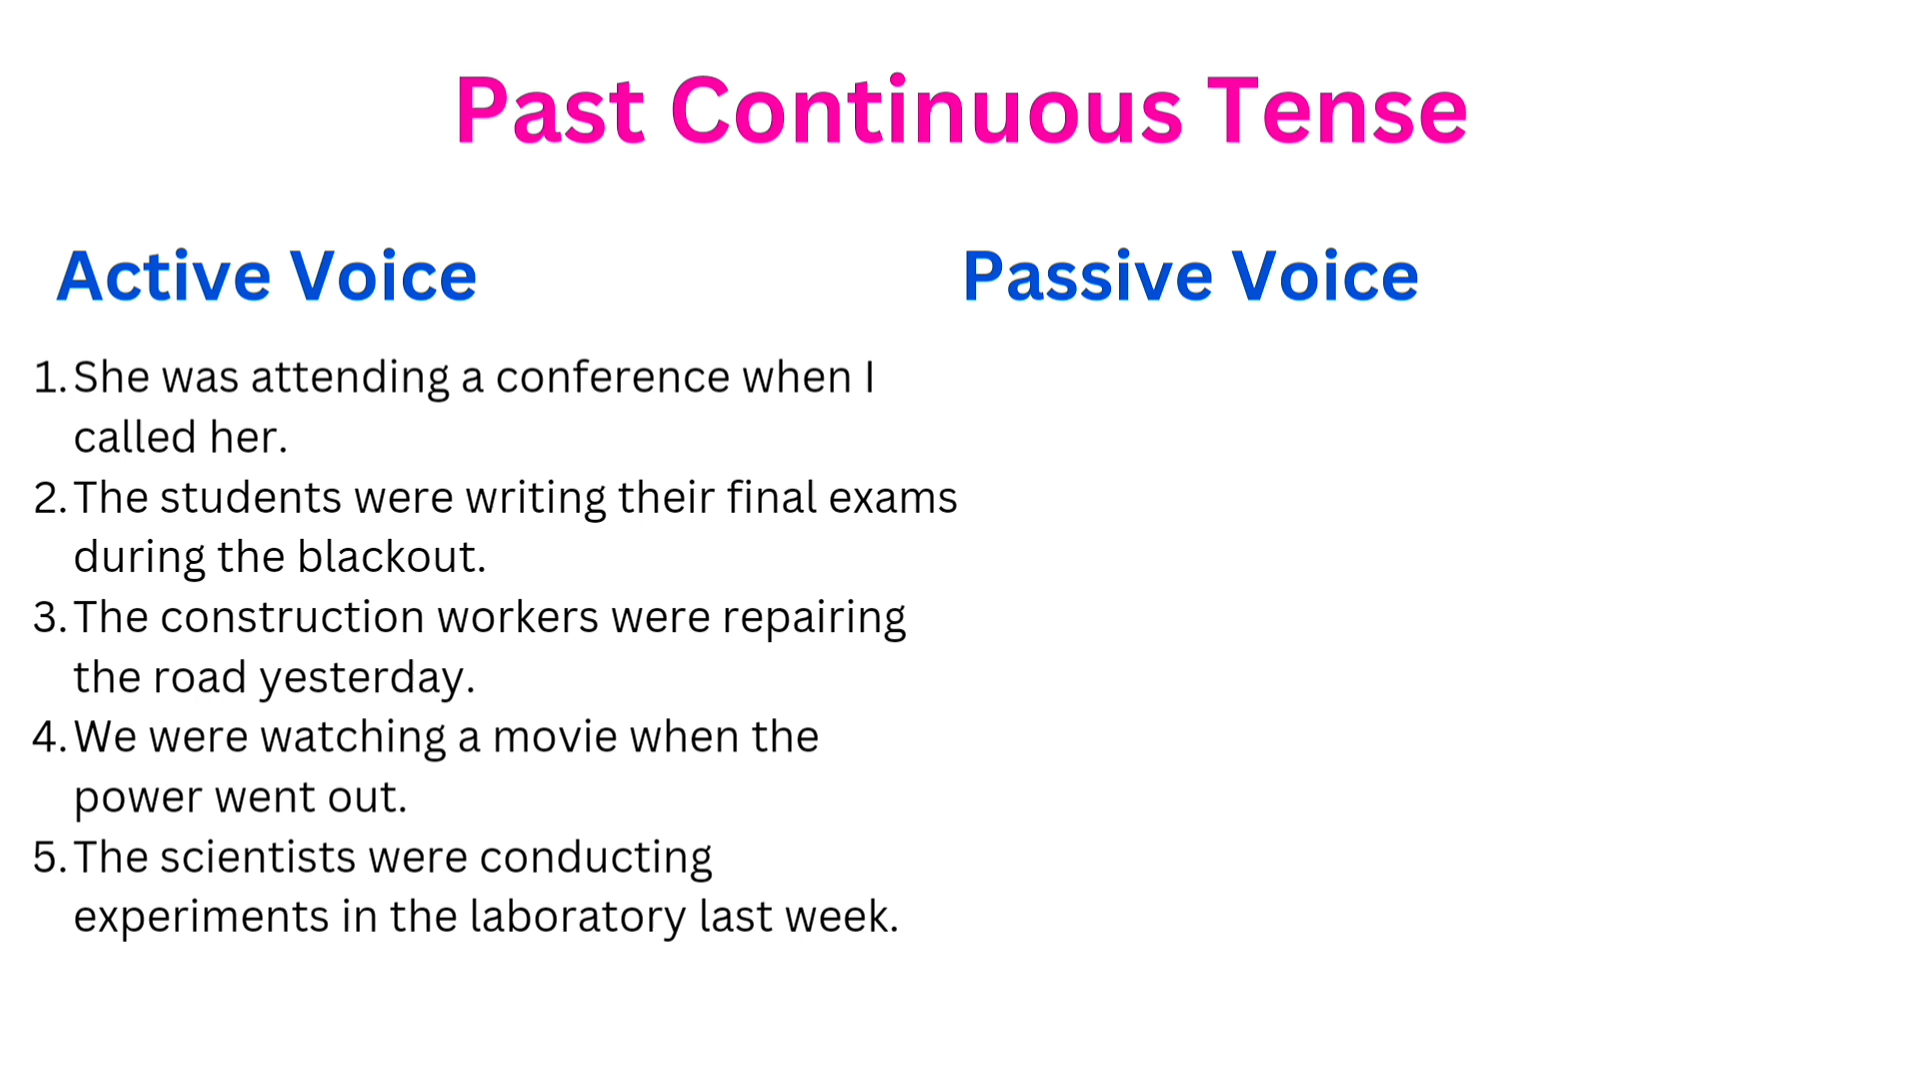 Past Continuous Tense
Active Voice
Passive Voice
1. She was attending a conference when I
called her.
2. The students were writing their final exams
during the blackout.
3. The construction workers were repairing
the road yesterday.
4. We were watching a movie when the
power went out.
5. The scientists were conducting
experiments in the laboratory last week.